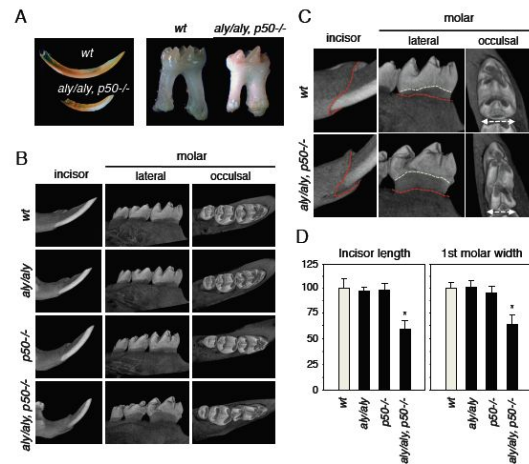 A
wt
aly/aly, p50-/-
wt
aly/aly, p50-/-
B
molar
incisor
lateral
occulsal
wt
aly/aly
p50-/-
aly/aly, p50-/-
C
molar
incisor
lateral
occulsal
wt
aly/aly, p50-/-
D
Incisor length
1st molar width
125
100
75
50
25
0
*
*
wt
aly/aly
p50-/-
aly/aly, p50-/-
wt
aly/aly
p50-/-
aly/aly, p50-/-